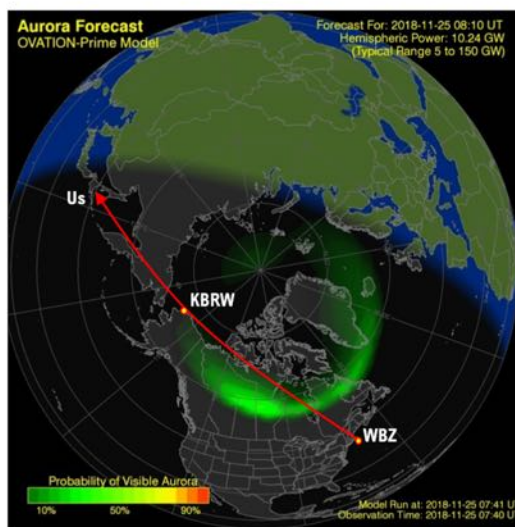 Aurora Forecast
OVATION-Prime Model
Forecast For: 2018-11-25 08:10 UT
Hemispheric Power: 10.24 GW
(Typical Range 5 to 150 GW)
Us
KBRW
WBZ
Probability of Visible Aurora
10% 50% 90%
Model Run at: 2018-11-25 07:41 UT
Observation Time: 2018-11-25 07:40 UT